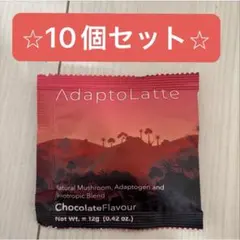 ☆10個セット☆
AdaptoLatte
Natural Mushroom, Adaptogen and
Nootropic Blend
Chocolate Flavour
Net Wt. = 12g (0.42 oz.)